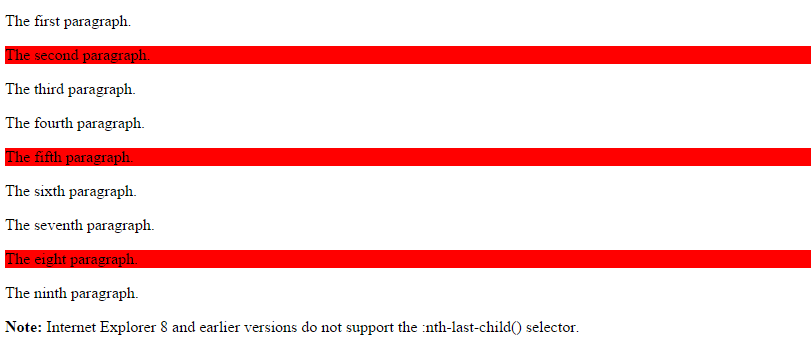 The first paragraph.
The second paragraph.
The third paragraph.
The fourth paragraph.
The fifth paragraph.
The sixth paragraph.
The seventh paragraph.
The eight paragraph.
The ninth paragraph.
Note: Internet Explorer 8 and earlier versions do not support the :nth-last-child() selector.